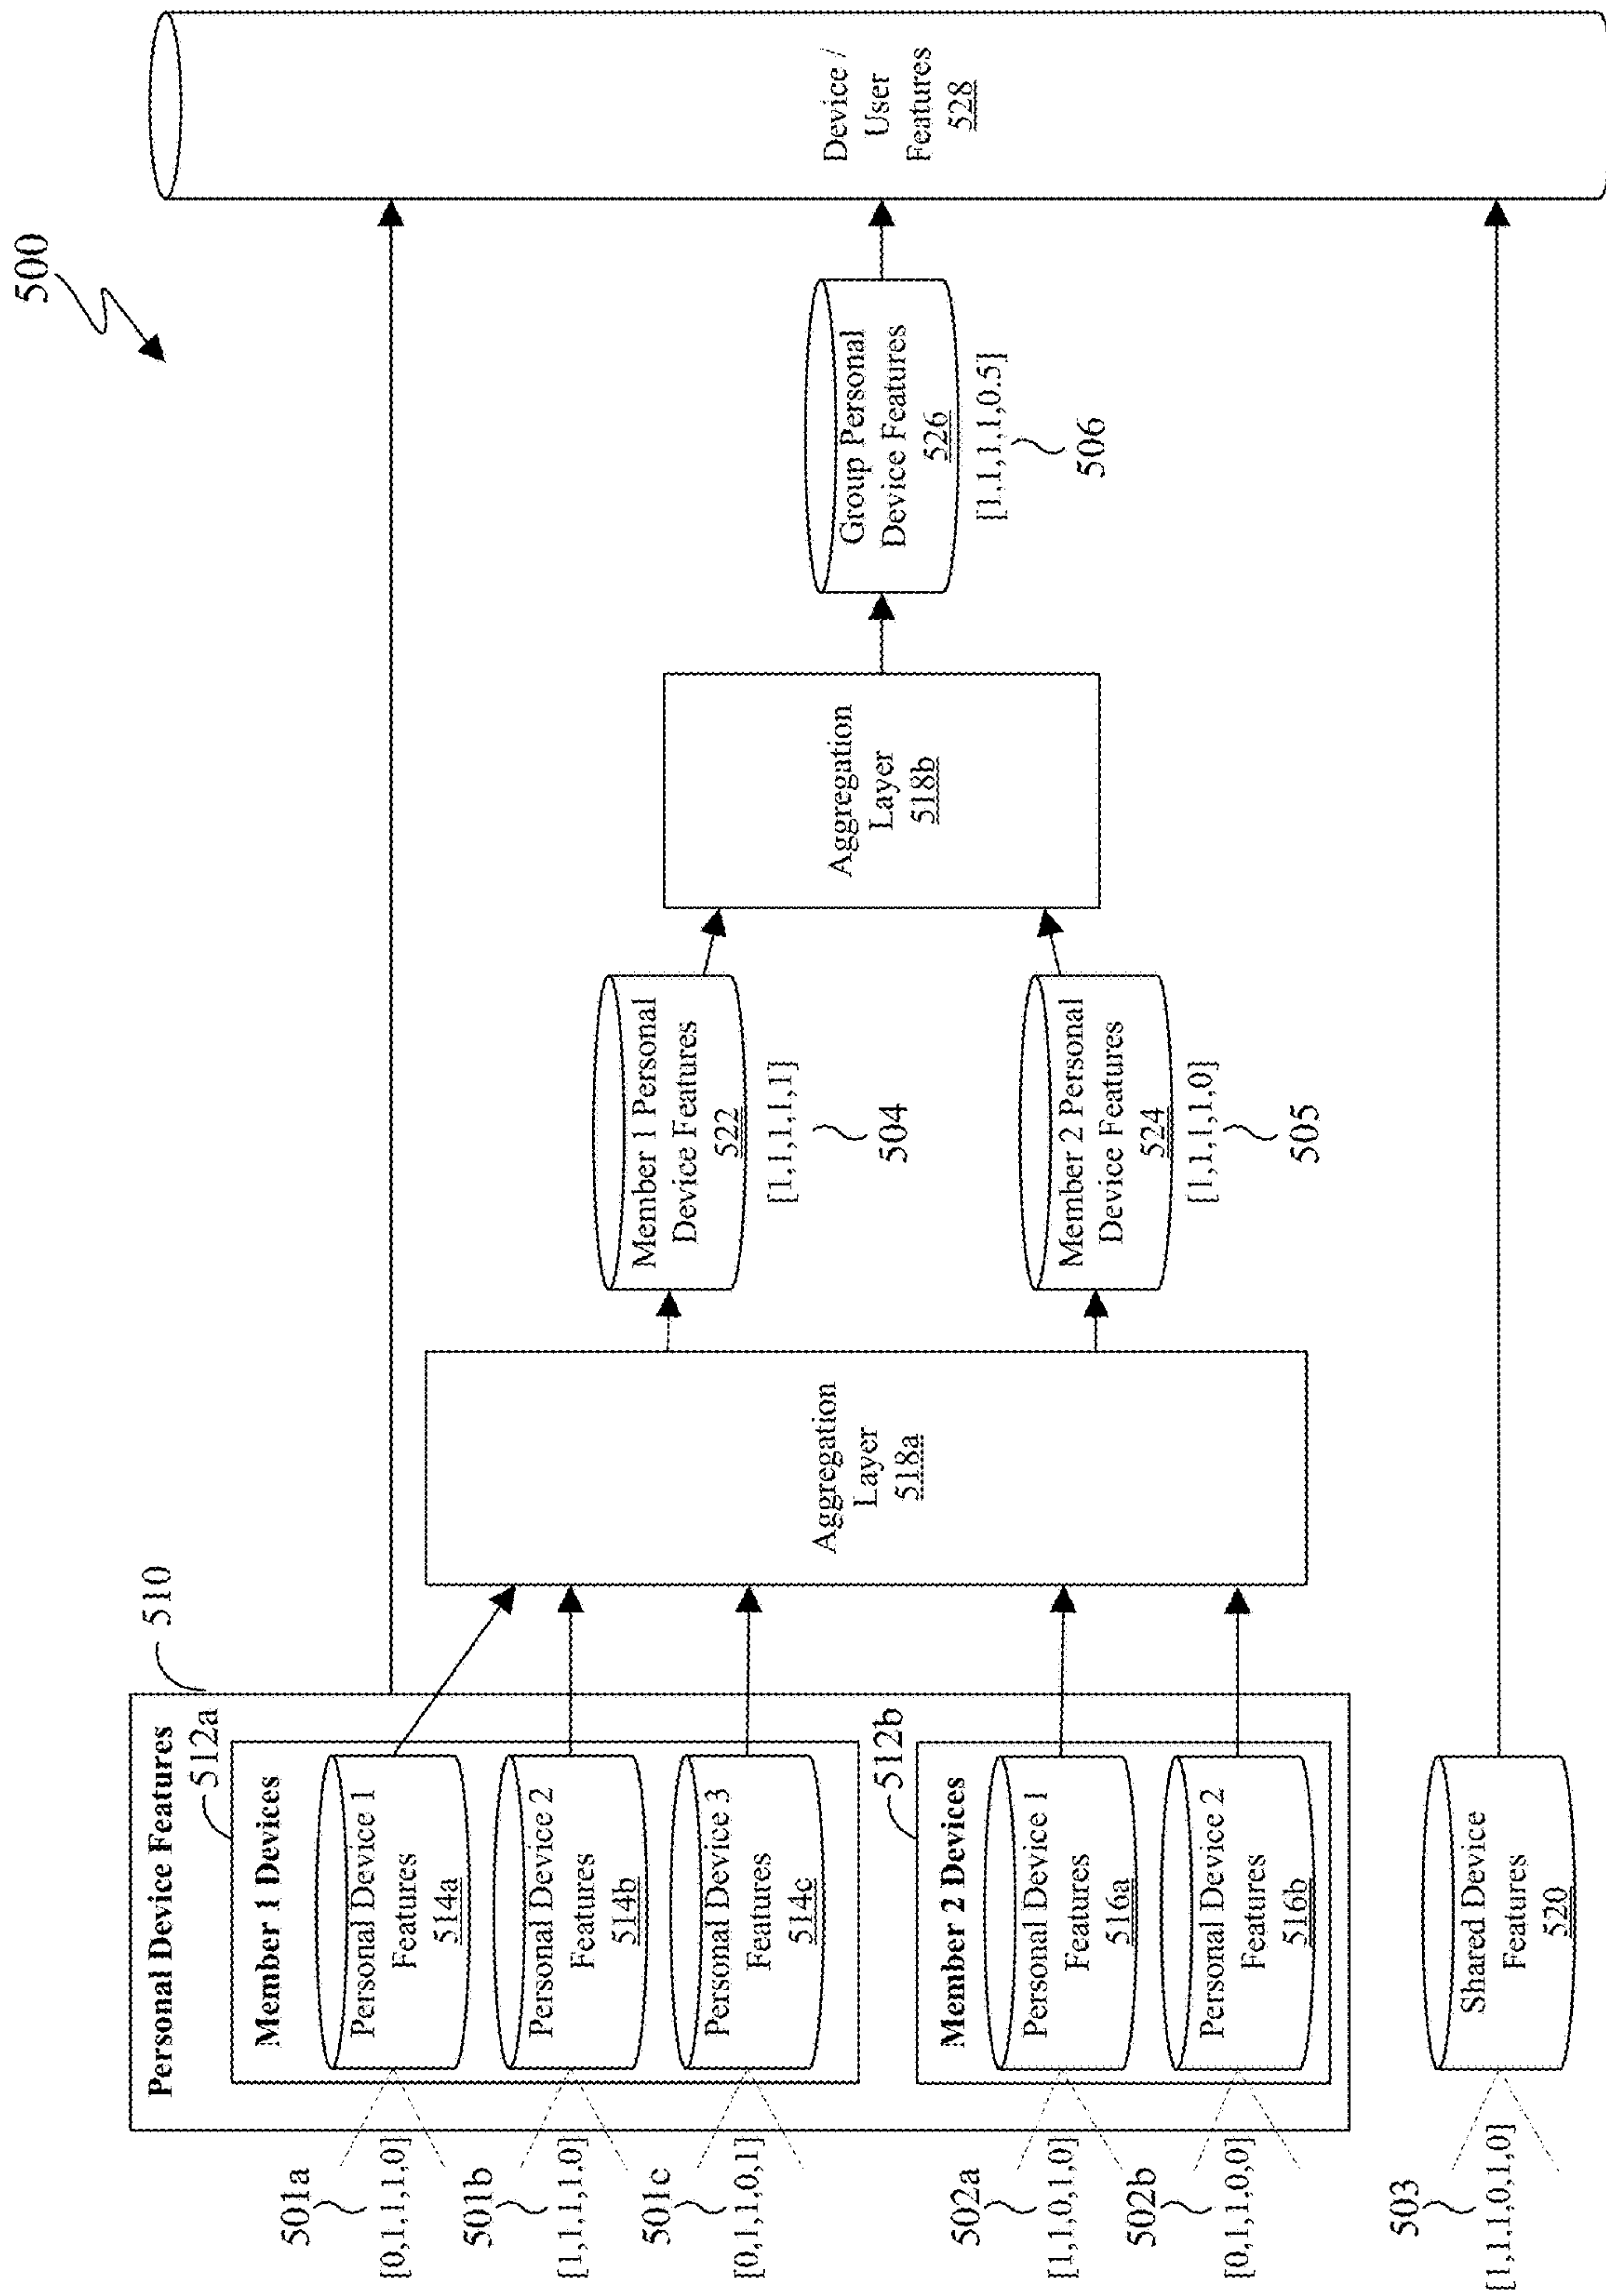 500
Personal Device Features
510
512a
Member 1 Devices
501a
[0,1,1,1,0]
Personal Device 1
Features
514a
501b
[1,1,1,1,0]
Personal Device 2
Features
514b
501c
[0,1,1,0,1]
Personal Device 3
Features
514c
512b
Member 2 Devices
502a
[1,1,0,1,0]
Personal Device 1
Features
516a
502b
[0,1,1,0,0]
Personal Device 2
Features
516b
503
[1,1,1,0,1,0]
Shared Device
Features
520
Aggregation
Layer
518a
Member 1 Personal
Device Features
522
[1,1,1,1,1]
504
Member 2 Personal
Device Features
524
[1,1,1,1,0]
505
Aggregation
Layer
518b
Group Personal
Device Features
526
[1,1,1,1,0.5]
506
Device /
User
Features
528